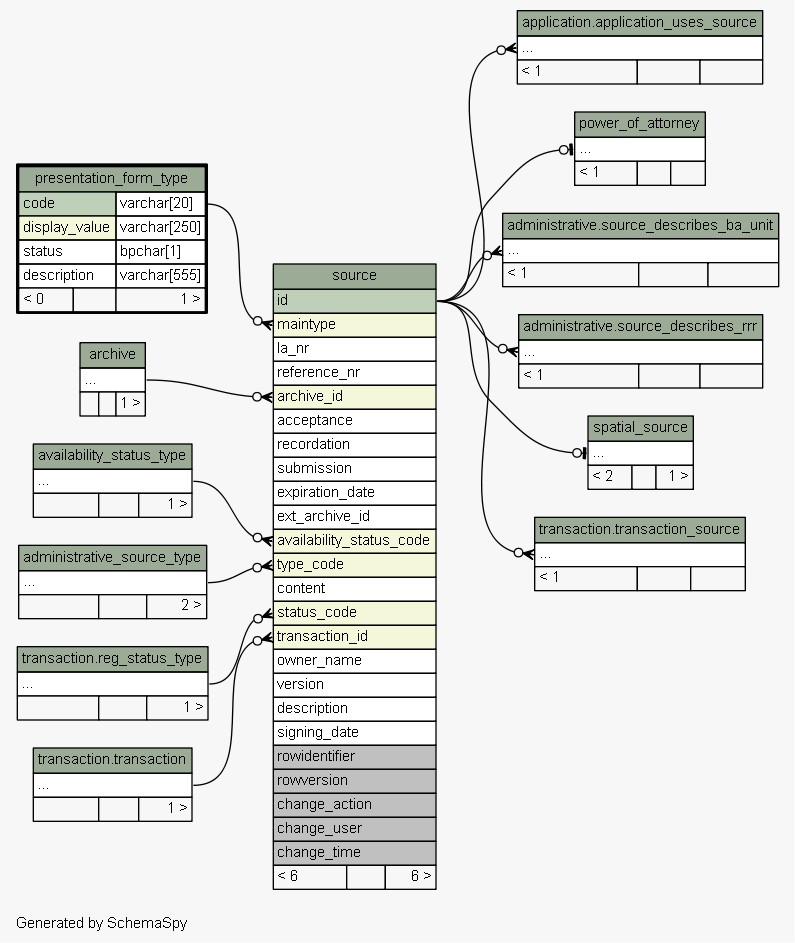 application.application_uses_source
...
< 1
power_of_attorney
...
< 1
presentation_form_type
code varchar[20]
display_value varchar[250]
status bpchar[1]
description varchar[555]
< 0 1 >
administrative.source_describes_ba_unit
...
< 1
source
id
maintype
la_nr
reference_nr
archive_id
acceptance
recordation
submission
expiration_date
ext_archive_id
availability_status_code
type_code
content
status_code
transaction_id
owner_name
version
description
signing_date
rowidentifier
rowversion
change_action
change_user
change_time
< 6 6 >
administrative.source_describes_rrr
...
< 1
archive
...
1 >
spatial_source
...
< 2 1 >
availability_status_type
...
1 >
transaction.transaction_source
...
< 1
administrative_source_type
...
2 >
transaction.reg_status_type
...
1 >
transaction.transaction
...
1 >
Generated by SchemaSpy